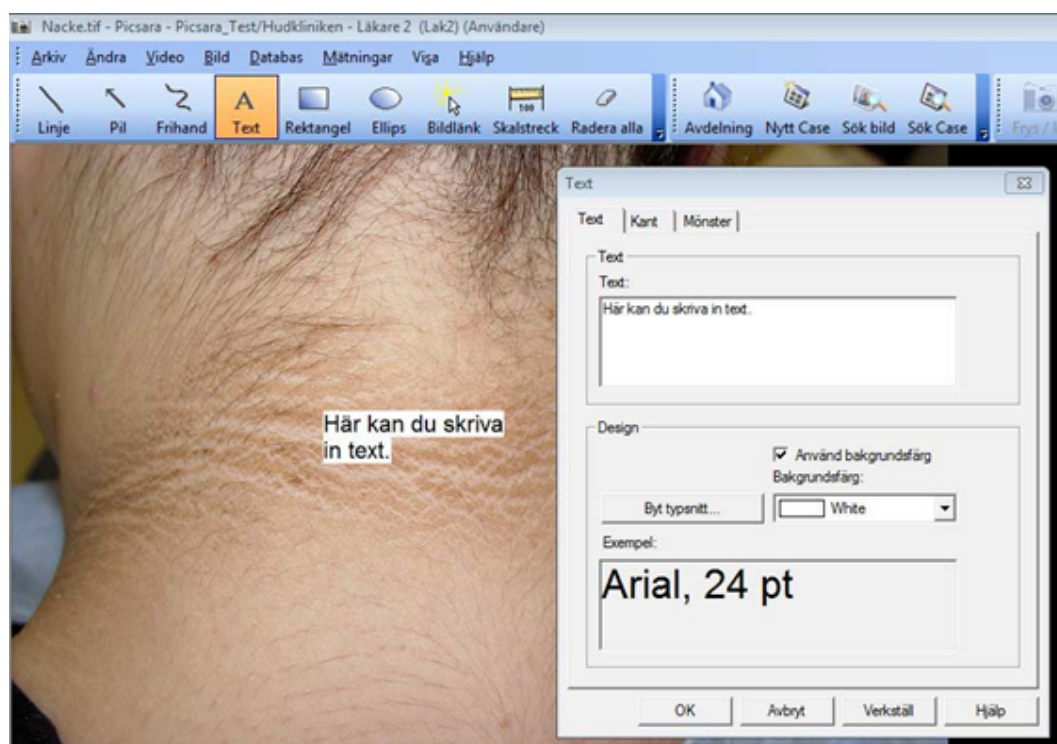 Nacke.tif - Picsara - Picsara_Test/Hudkliniken - Läkare 2 (Lak2) (Användare)
Arkiv Ändra Video Bild Databas Mätningar Visa Hjälp
Linje Pil Frihand Text Rektangel Ellips Bildlänk Skalstreck Radera alla Avdelning Nytt Case Sök bild Sök Case Frys /
Text
Text Kant Mönster
Text
Text:
Här kan du skriva in text.
Här kan du skriva
in text.
Design
Använd bakgrundsfärg
Bakgrundsfärg:
Byt typsnitt... White
Exempel:
Arial, 24 pt
OK Avbryt Verkställ Hjälp